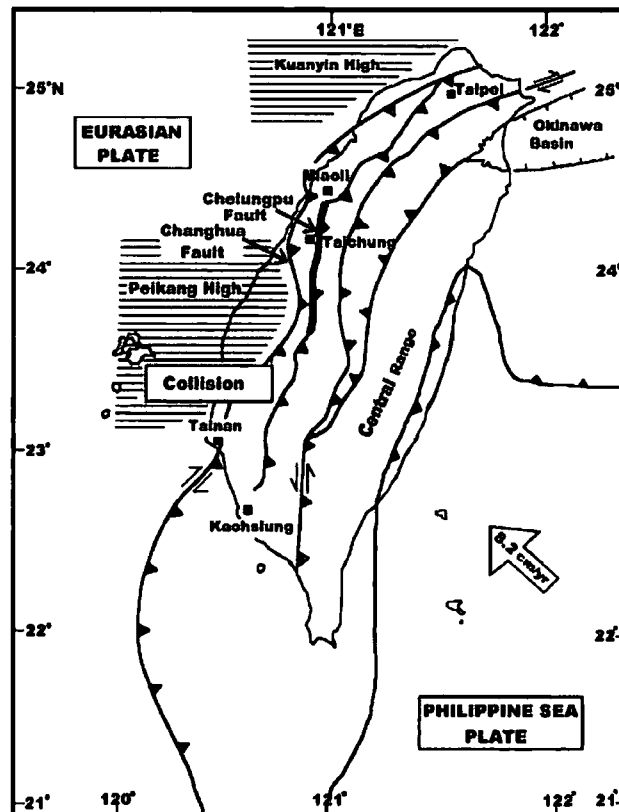 121°E
122°
Kuanyin High
25°N
Taipei
25°
EURASIAN
PLATE
Okinawa
Basin
Miaoli
Chelungpu
Fault
Changhua
Fault
Taichung
24°
24°
Peikang High
Collision
Central Range
Tainan
23°
23°
Kaohsiung
8.2 cm/yr
22°
22°
PHILIPPINE SEA
PLATE
21°
120°
121°
122°
21°